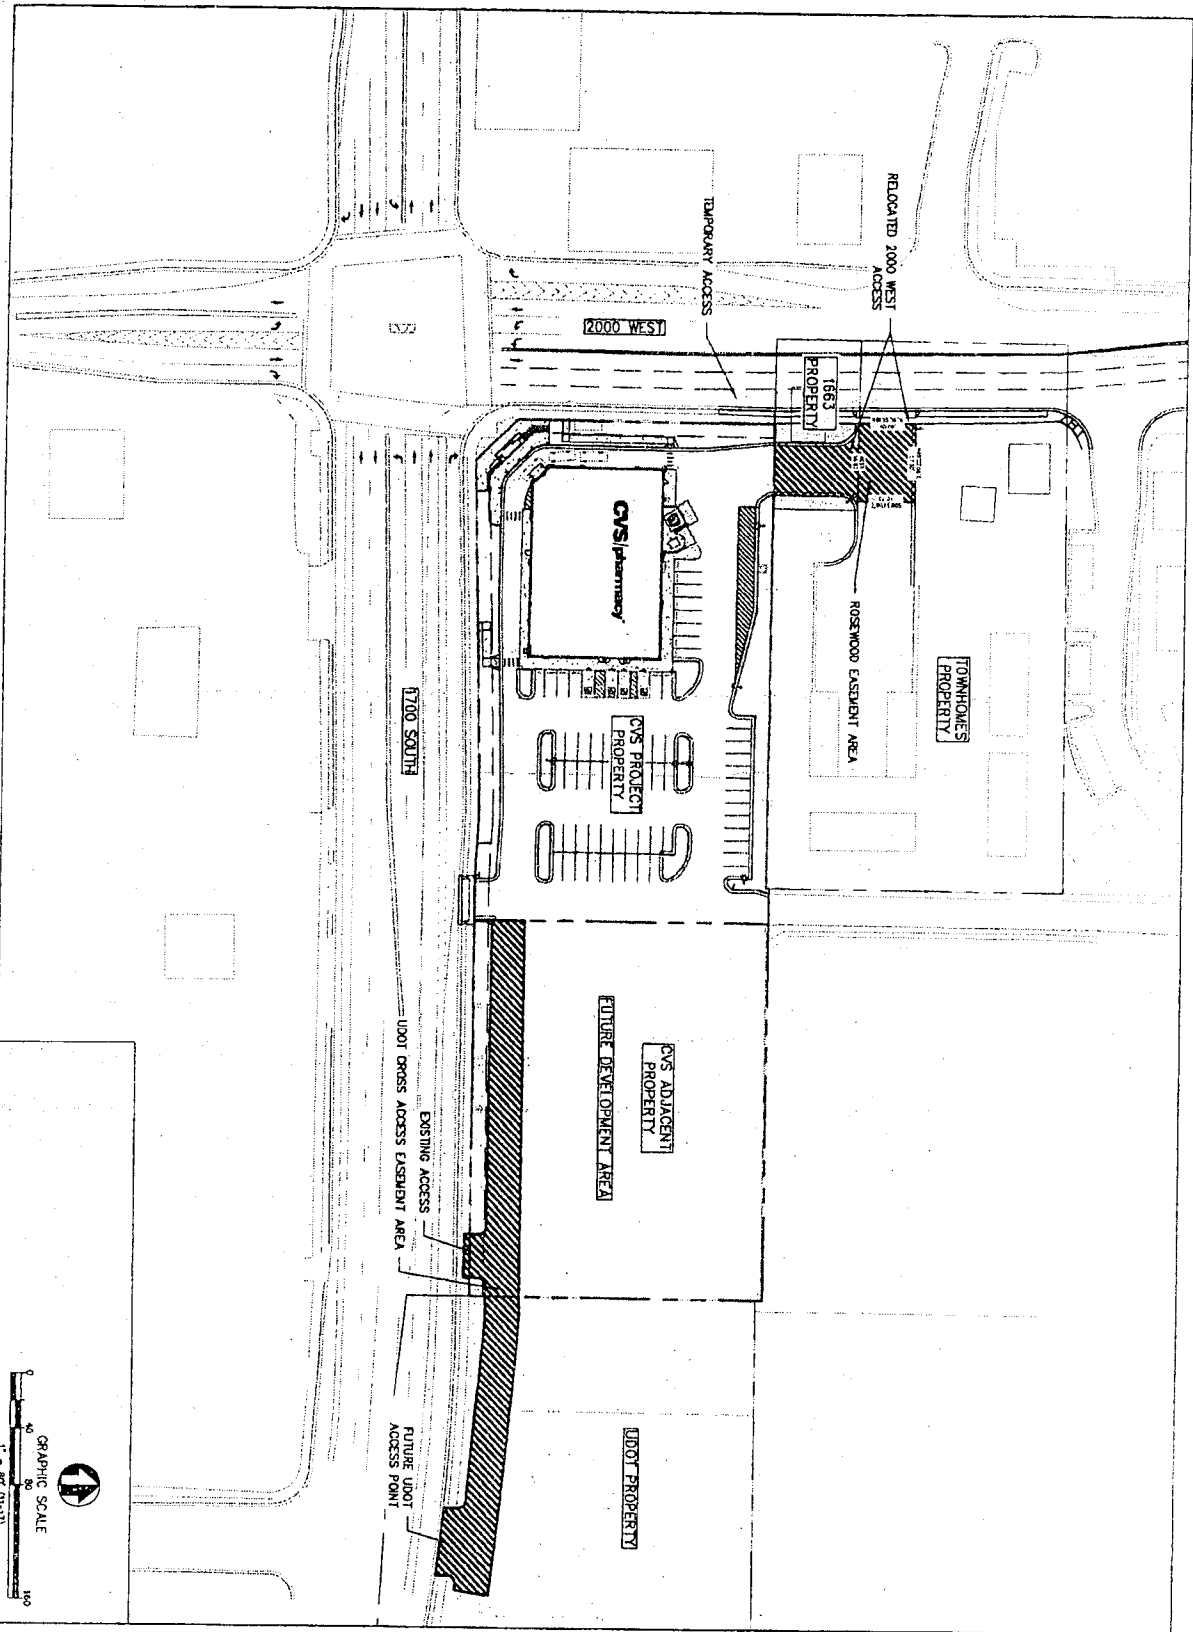 RELOCATED 2000 WEST
ACCESS
TEMPORARY ACCESS
2000 WEST
1663
PROPERTY
ROSEWOOD EASEMENT AREA
TOWNHOMES
PROPERTY
CVS/pharmacy
CVS PROJECT
PROPERTY
1700 SOUTH
CVS ADJACENT
PROPERTY
FUTURE DEVELOPMENT AREA
EXISTING ACCESS
UDOT CROSS ACCESS EASEMENT AREA
UDOT PROPERTY
FUTURE UDOT
ACCESS POINT
GRAPHIC SCALE
0 40 80 160